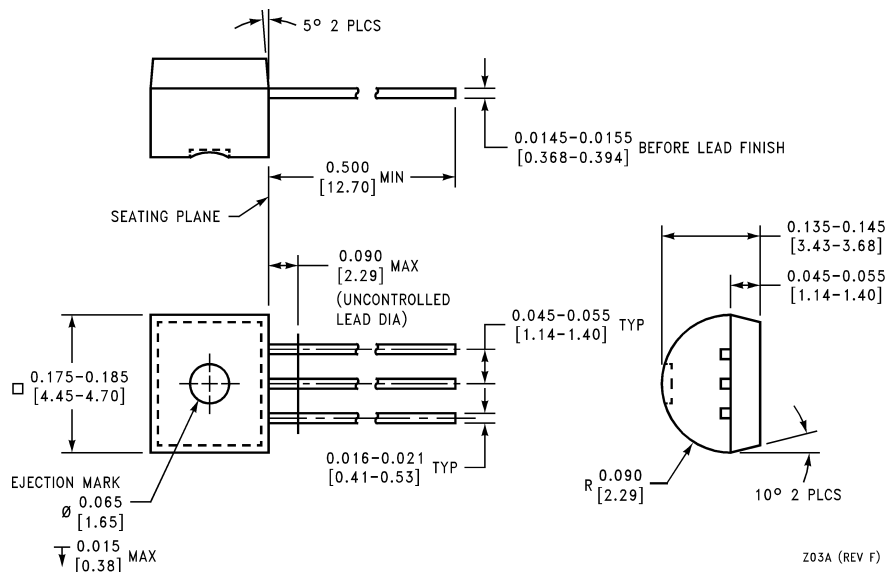 5° 2 PLCS
0.0145-0.0155
[0.368-0.394] BEFORE LEAD FINISH
0.500
[12.70] MIN
SEATING PLANE
0.090
[2.29] MAX
(UNCONTROLLED
LEAD DIA)
0.135-0.145
[3.43-3.68]
0.045-0.055
[1.14-1.40]
0.045-0.055
[1.14-1.40] TYP
□ 0.175-0.185
[4.45-4.70]
0.016-0.021
[0.41-0.53] TYP
EJECTION MARK
Ø 0.065
[1.65]
0.015
[0.38] MAX
R 0.090
[2.29]
10° 2 PLCS
Z03A (REV F)